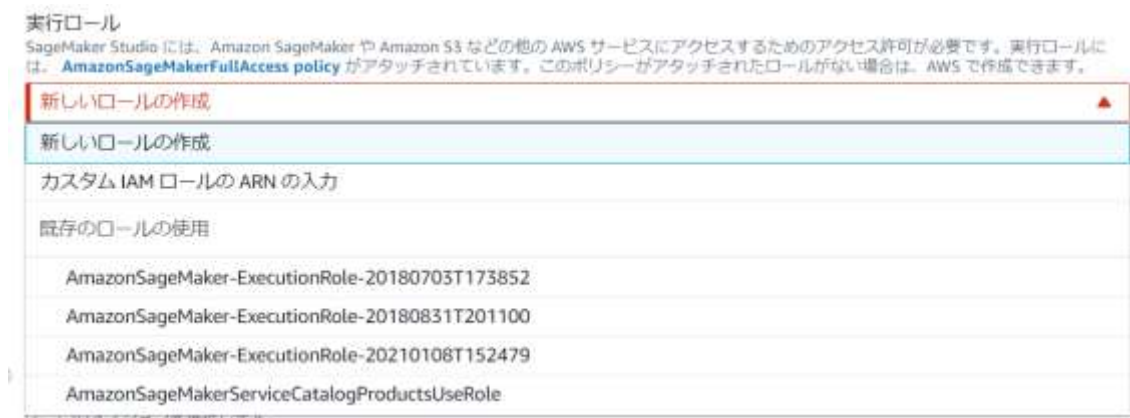 実行ロール
SageMaker Studio には、Amazon SageMaker や Amazon S3 などの他の AWS サービスにアクセスするためのアクセス許可が必要です。実行ロールに
は、 AmazonSageMakerFullAccess policy がアタッチされています。このポリシーがアタッチされたロールがない場合は、AWS で作成できます。
新しいロールの作成
新しいロールの作成
カスタム IAM ロールの ARN の入力
既存のロールの使用
AmazonSageMaker-ExecutionRole-20180703T173852
AmazonSageMaker-ExecutionRole-20180831T201100
AmazonSageMaker-ExecutionRole-20210108T152479
AmazonSageMakerServiceCatalogProductsUseRole